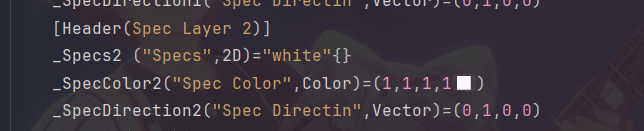 _SpecDirection1("Spec Directin",Vector)=(0,1,0,0)
[Header(Spec Layer 2)]
_Specs2 ("Specs",2D)="white"{}
_SpecColor2("Spec Color",Color)=(1,1,1,1)
_SpecDirection2("Spec Directin",Vector)=(0,1,0,0)